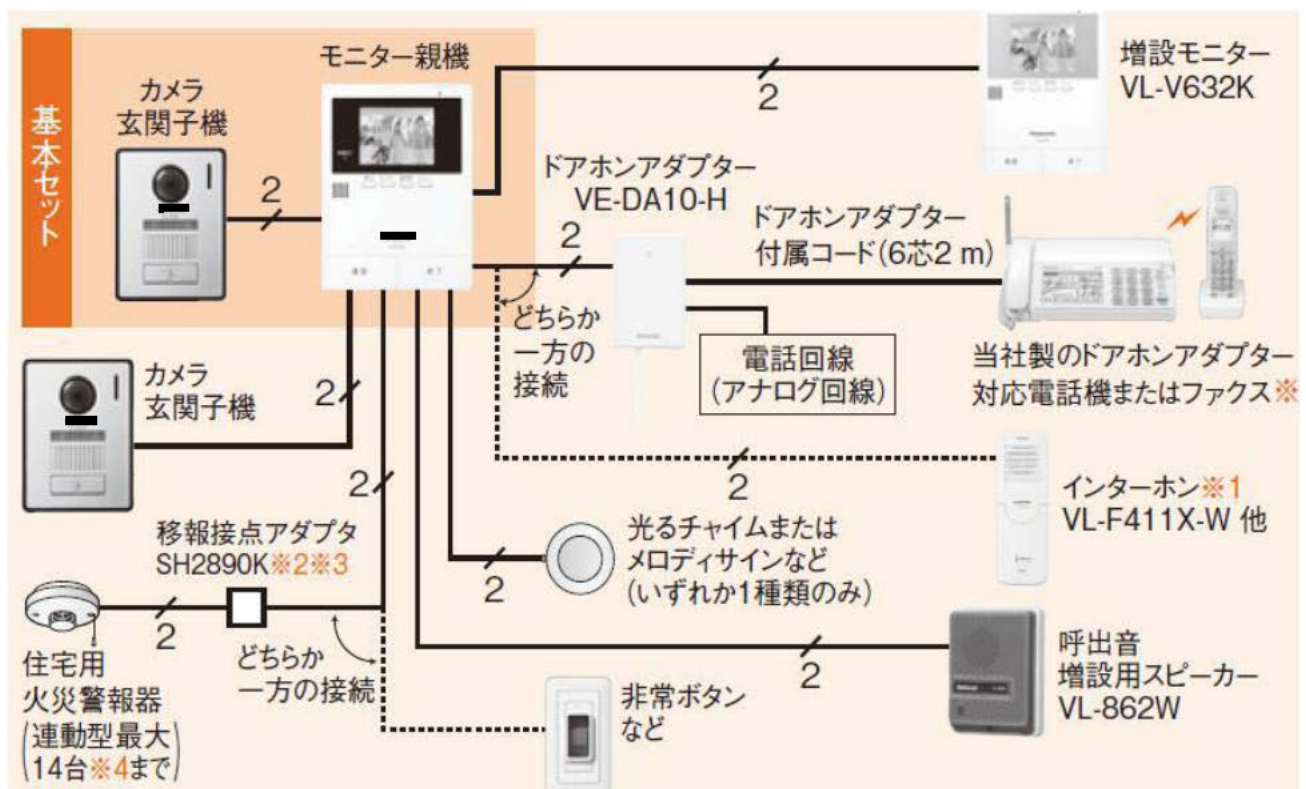 基本セット
カメラ
玄関子機
2
モニター親機
2
増設モニター
VL-V632K
ドアホンアダプター
VE-DA10-H
2
ドアホンアダプター
付属コード(6芯2 m)
どちらか
一方の
接続
電話回線
(アナログ回線)
当社製のドアホンアダプター
対応電話機またはファクス※
カメラ
玄関子機
2
2
2
インターホン※1
VL-F411X-W 他
移報接点アダプタ
SH2890K※2※3
2
光るチャイムまたは
メロディサインなど
(いずれか1種類のみ)
2
どちらか
一方の接続
住宅用
火災警報器
(連動型最大
14台※4まで)
非常ボタン
など
2
呼出音
増設用スピーカー
VL-862W